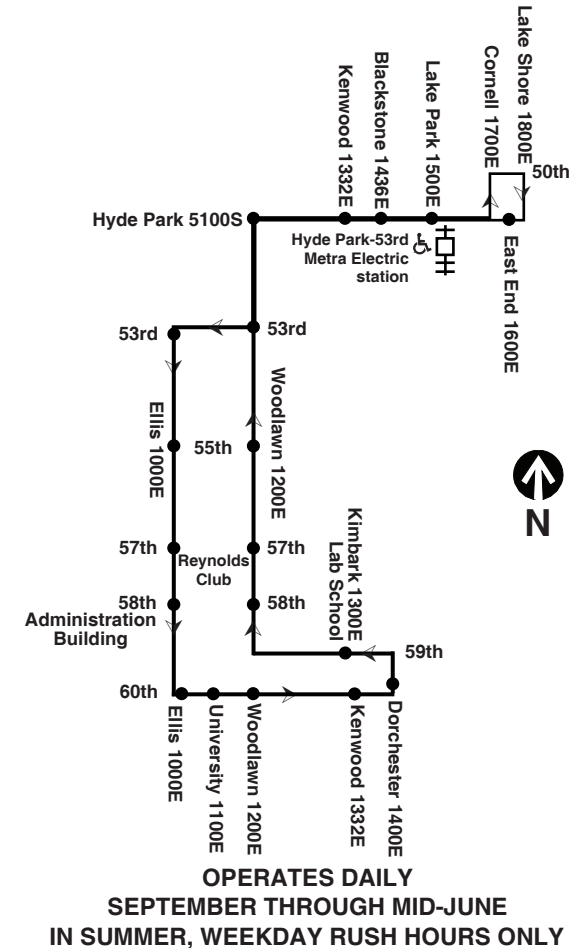 Lake Shore 1800E
Cornell 1700E
Lake Park 1500E
Blackstone 1436E
Kenwood 1332E
50th
Hyde Park 5100S
Hyde Park-53rd
Metra Electric
station
East End 1600E
53rd
53rd
Ellis 1000E
55th
Woodlawn 1200E
57th
Reynolds
Club
57th
58th
58th
Administration
Building
Kimbark 1300E
Lab School
59th
N
60th
Ellis 1000E
University 1100E
Woodlawn 1200E
Kenwood 1332E
Dorchester 1400E
OPERATES DAILY
SEPTEMBER THROUGH MID-JUNE
IN SUMMER, WEEKDAY RUSH HOURS ONLY